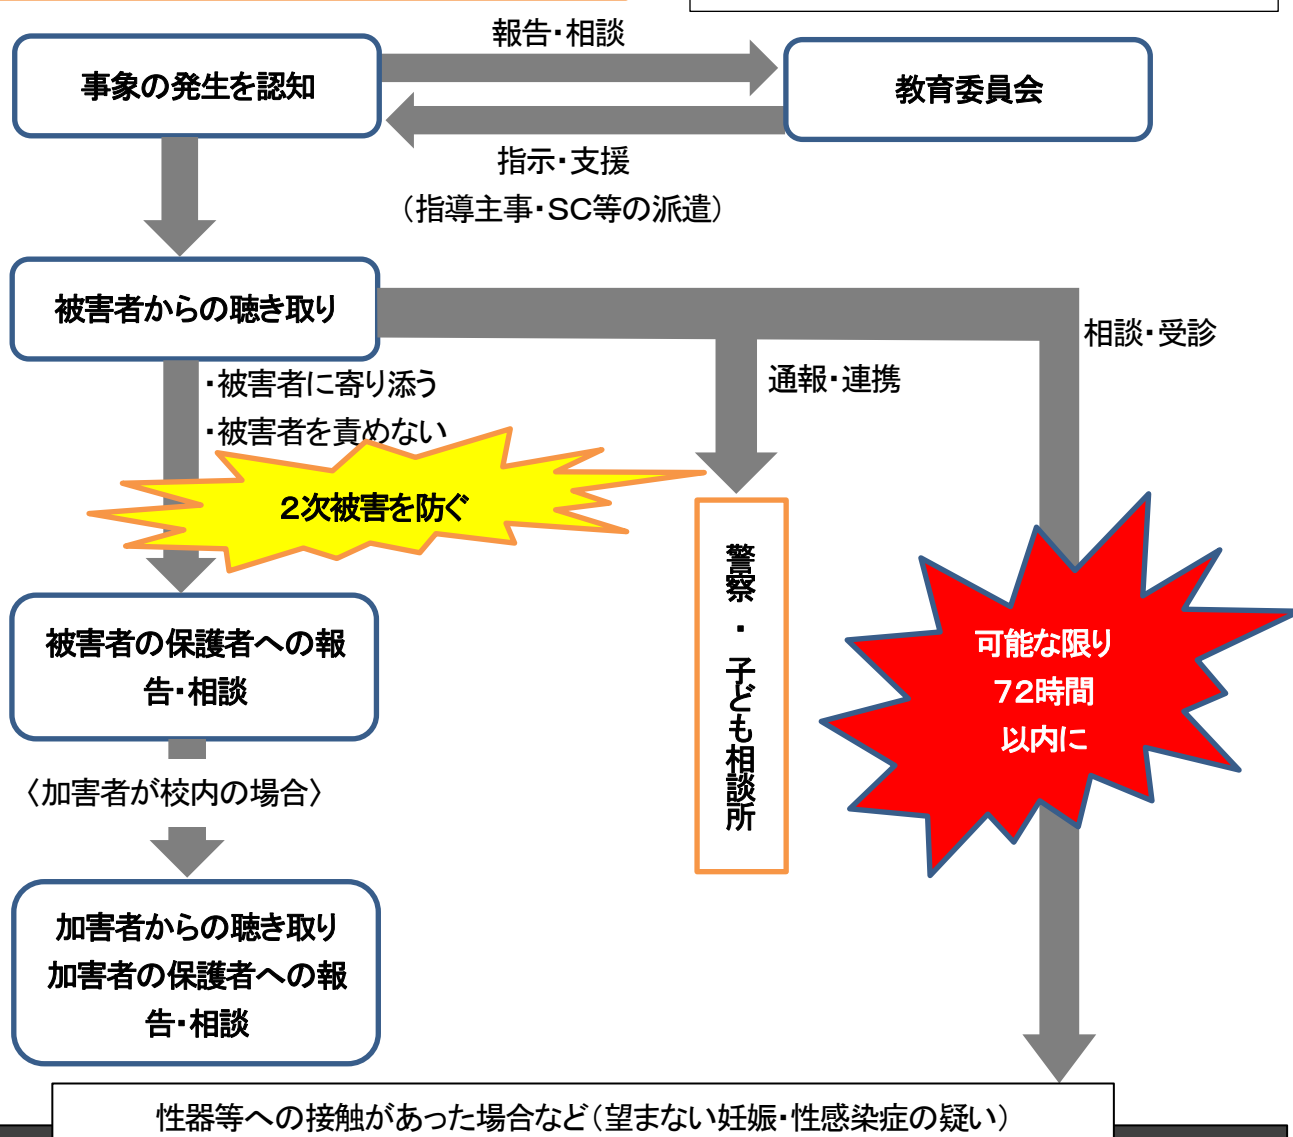 報告・相談
事象の発生を認知
教育委員会
指示・支援
（指導主事・SC等の派遣）
被害者からの聴き取り
相談・受診
通報・連携
・被害者に寄り添う
・被害者を責めない
２次被害を防ぐ
警察・子ども相談所
可能な限り
７２時間
以内に
被害者の保護者への報
告・相談
〈加害者が校内の場合〉
加害者からの聴き取り
加害者の保護者への報
告・相談
性器等への接触があった場合など（望まない妊娠・性感染症の疑い）